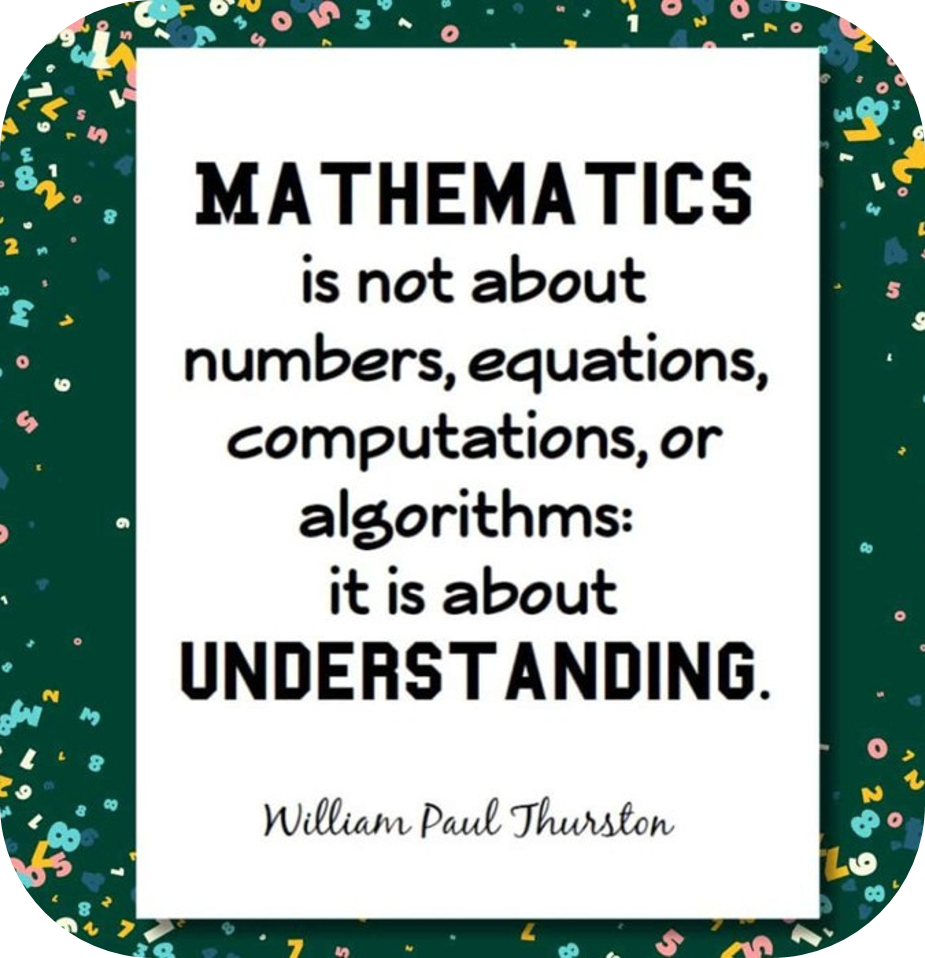 MATHEMATICS
is not about
numbers, equations,
computations, or
algorithms:
it is about
UNDERSTANDING.
William Paul Thurston